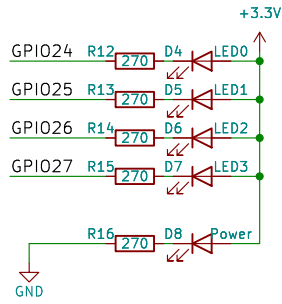 +3.3V
GPIO24 R12 270 D4 LED0
GPIO25 R13 270 D5 LED1
GPIO26 R14 270 D6 LED2
GPIO27 R15 270 D7 LED3
R16 270 D8 Power
GND